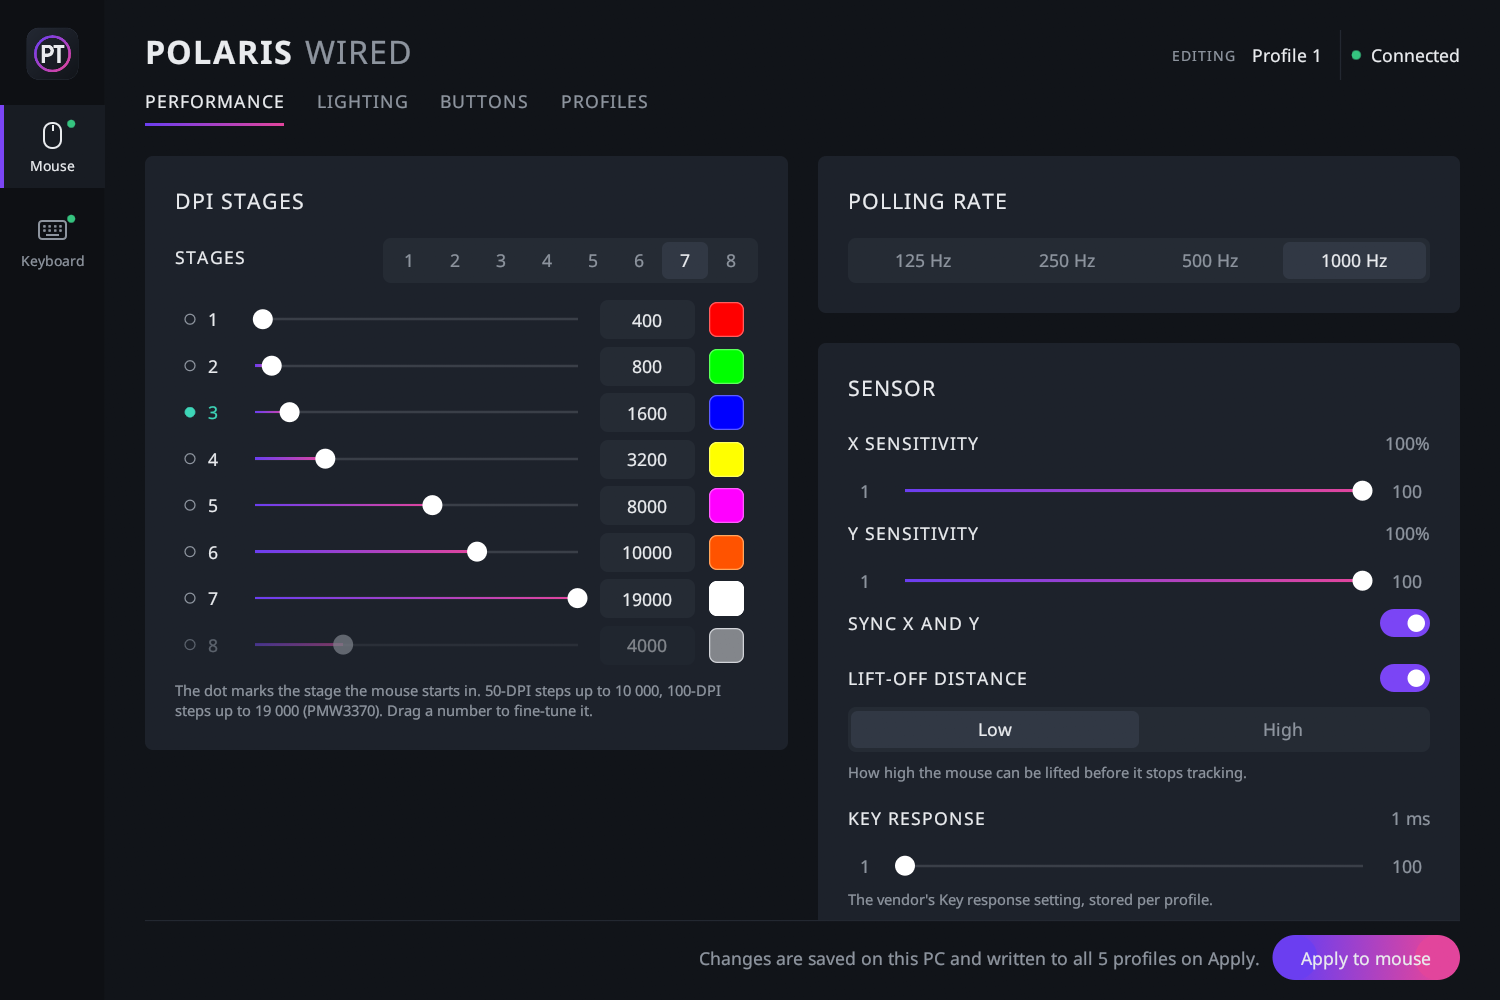 PT
POLARIS WIRED
EDITING Profile 1 Connected
PERFORMANCE LIGHTING BUTTONS PROFILES
Mouse
Keyboard
DPI STAGES
STAGES 1 2 3 4 5 6 7 8
1 400
2 800
3 1600
4 3200
5 8000
6 10000
7 19000
8 4000
The dot marks the stage the mouse starts in. 50-DPI steps up to 10 000, 100-DPI
steps up to 19 000 (PMW3370). Drag a number to fine-tune it.
POLLING RATE
125 Hz 250 Hz 500 Hz 1000 Hz
SENSOR
X SENSITIVITY 100%
1 100
Y SENSITIVITY 100%
1 100
SYNC X AND Y
LIFT-OFF DISTANCE
Low High
How high the mouse can be lifted before it stops tracking.
KEY RESPONSE 1 ms
1 100
The vendor's Key response setting, stored per profile.
Changes are saved on this PC and written to all 5 profiles on Apply. Apply to mouse